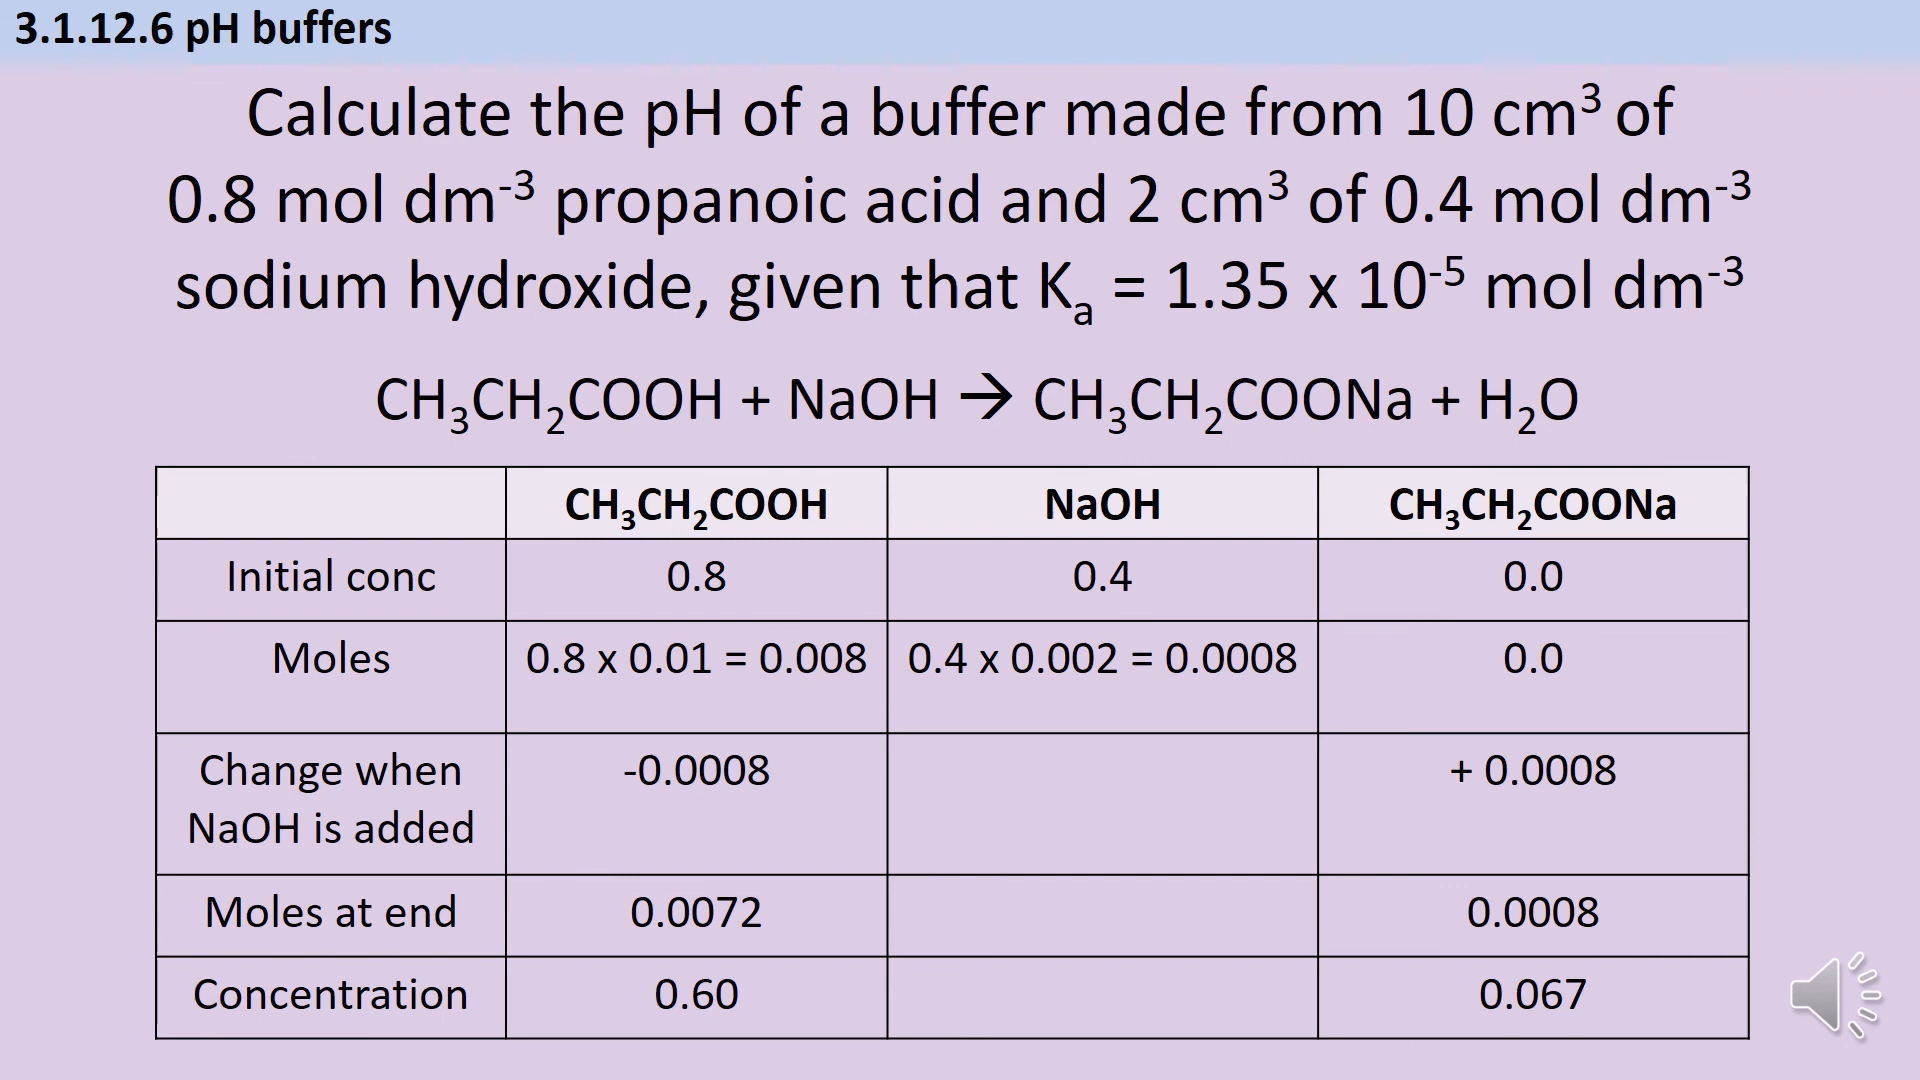 3.1.12.6 pH buffers
Calculate the pH of a buffer made from 10 cm³ of
0.8 mol dm⁻³ propanoic acid and 2 cm³ of 0.4 mol dm⁻³
sodium hydroxide, given that Kₐ = 1.35 x 10⁻⁵ mol dm⁻³
CH₃CH₂COOH + NaOH → CH₃CH₂COONa + H₂O
CH₃CH₂COOH NaOH CH₃CH₂COONa
Initial conc 0.8 0.4 0.0
Moles 0.8 x 0.01 = 0.008 0.4 x 0.002 = 0.0008 0.0
Change when
NaOH is added -0.0008 + 0.0008
Moles at end 0.0072 0.0008
Concentration 0.60 0.067